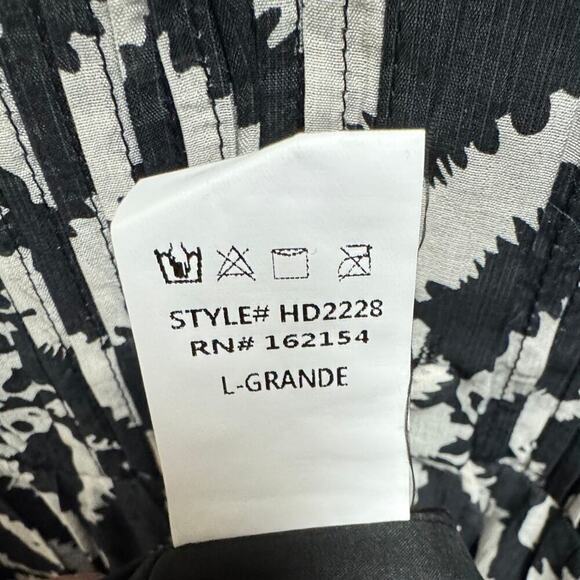 STYLE# HD2228
RN# 162154
L-GRANDE